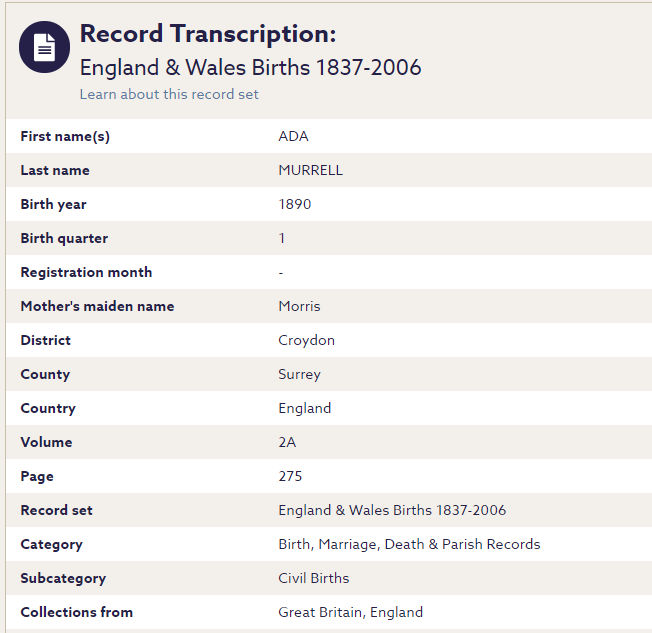 Record Transcription:
England & Wales Births 1837-2006
Learn about this record set
First name(s) ADA
Last name MURRELL
Birth year 1890
Birth quarter 1
Registration month -
Mother's maiden name Morris
District Croydon
County Surrey
Country England
Volume 2A
Page 275
Record set England & Wales Births 1837-2006
Category Birth, Marriage, Death & Parish Records
Subcategory Civil Births
Collections from Great Britain, England